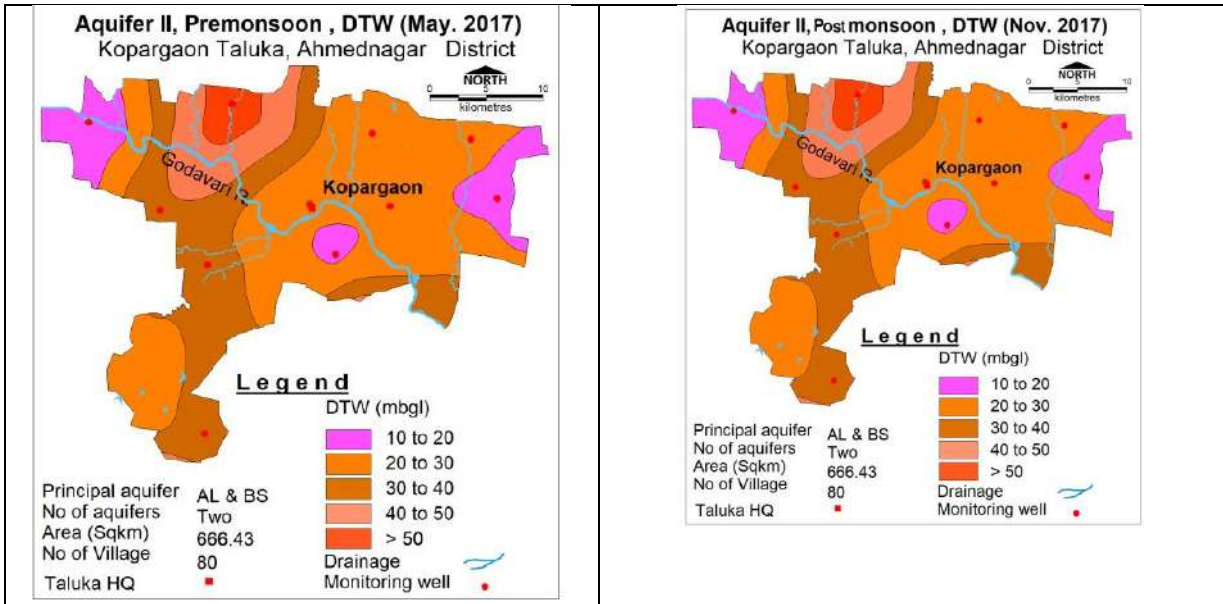 Aquifer II, Premonsoon , DTW (May. 2017)
Kopargaon Taluka, Ahmednagar District
NORTH
0 5 10
kilometres
Godavari R.
Kopargaon
Legend
DTW (mbgl)
10 to 20
20 to 30
30 to 40
40 to 50
> 50
Principal aquifer AL & BS
No of aquifers Two
Area (Sqkm) 666.43
No of Village 80
Taluka HQ
Drainage
Monitoring well
Aquifer II, Post monsoon , DTW (Nov. 2017)
Kopargaon Taluka, Ahmednagar District
NORTH
0 5 10
kilometres
Godavari R.
Kopargaon
Legend
DTW (mbgl)
10 to 20
20 to 30
30 to 40
40 to 50
> 50
Principal aquifer AL & BS
No of aquifers Two
Area (Sqkm) 666.43
No of Village 80
Taluka HQ
Drainage
Monitoring well